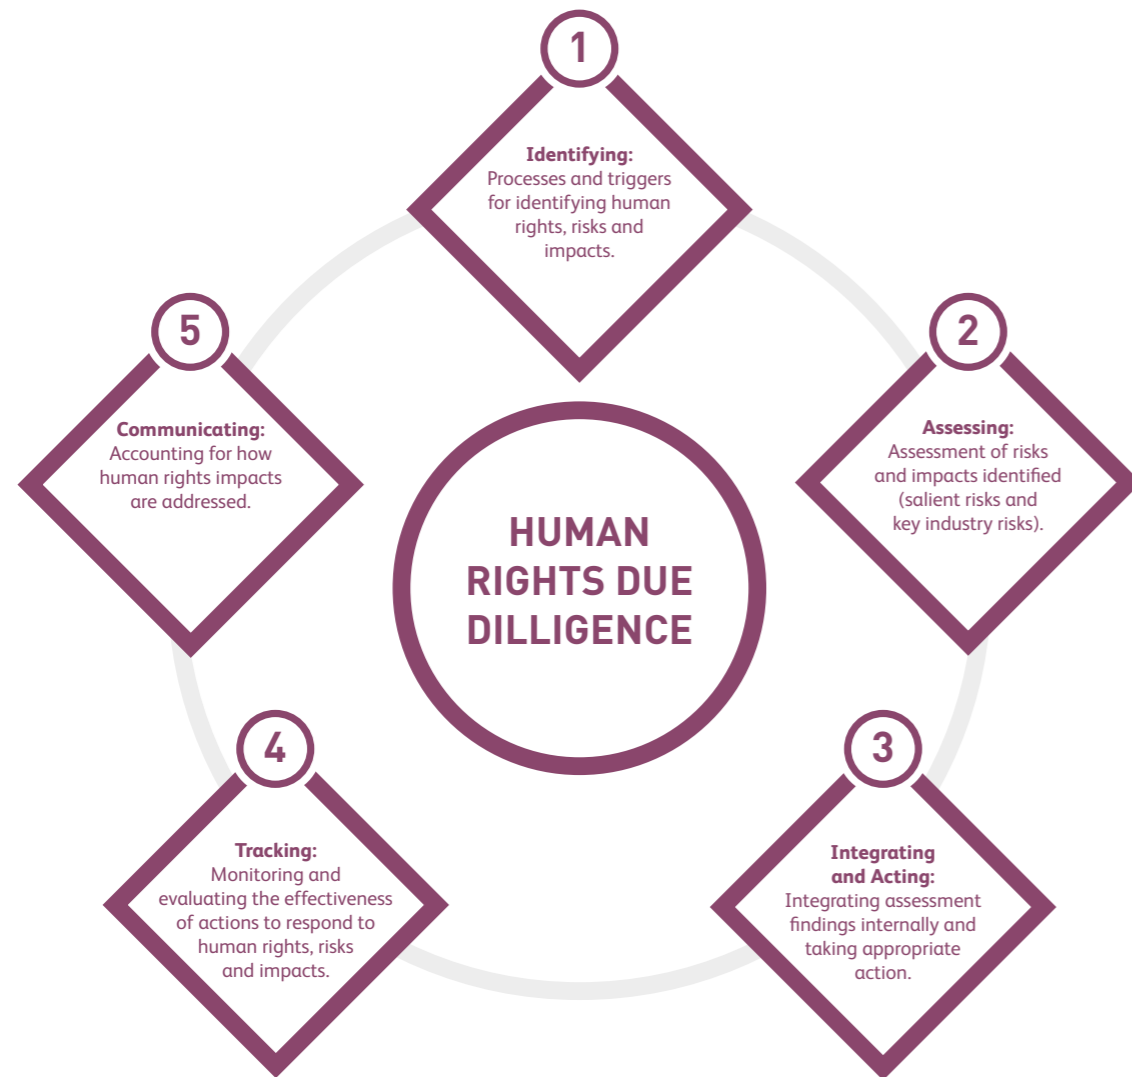 HUMAN
RIGHTS DUE
DILLIGENCE
1
Identifying:
Processes and triggers
for identifying human
rights, risks and
impacts.
2
Assessing:
Assessment of risks
and impacts identified
(salient risks and
key industry risks).
3
Integrating
and Acting:
Integrating assessment
findings internally and
taking appropriate
action.
4
Tracking:
Monitoring and
evaluating the effectiveness
of actions to respond to
human rights, risks
and impacts.
5
Communicating:
Accounting for how
human rights impacts
are addressed.